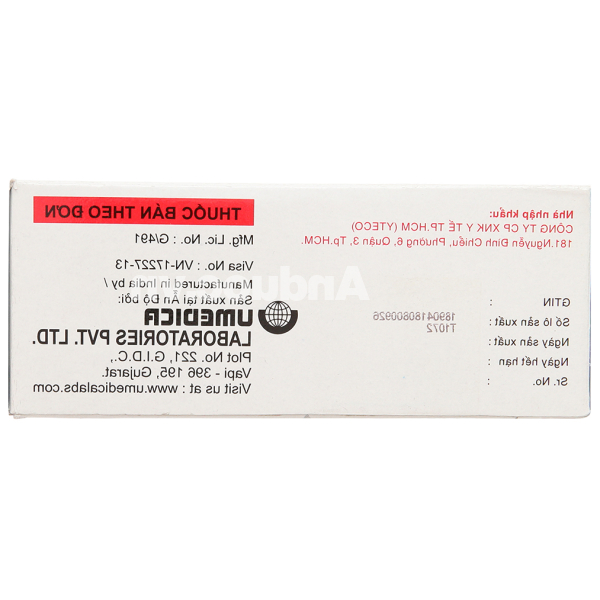 Nhà nhập khẩu:
CÔNG TY CP XNK Y TẾ TP.HCM (YTECO)
181.Nguyễn Đình Chiểu, Phường.6, Quận.3, Tp.HCM.
GTIN :
18904180800926
Số lô sản xuất : T1072
Ngày sản xuất :
Ngày hết hạn :
Sr. No. :
THUỐC BÁN THEO ĐƠN
Mfg. Lic. No. : G/491
Visa No : VN-17227-13
Manufactured in India by /
Sản xuất tại Ấn Độ bởi:
UMEDICA
LABORATORIES PVT. LTD.
Plot No. 221, G.I.D.C.,
Vapi - 396 195, Gujarat.
Visit us at : www.umedicalabs.com